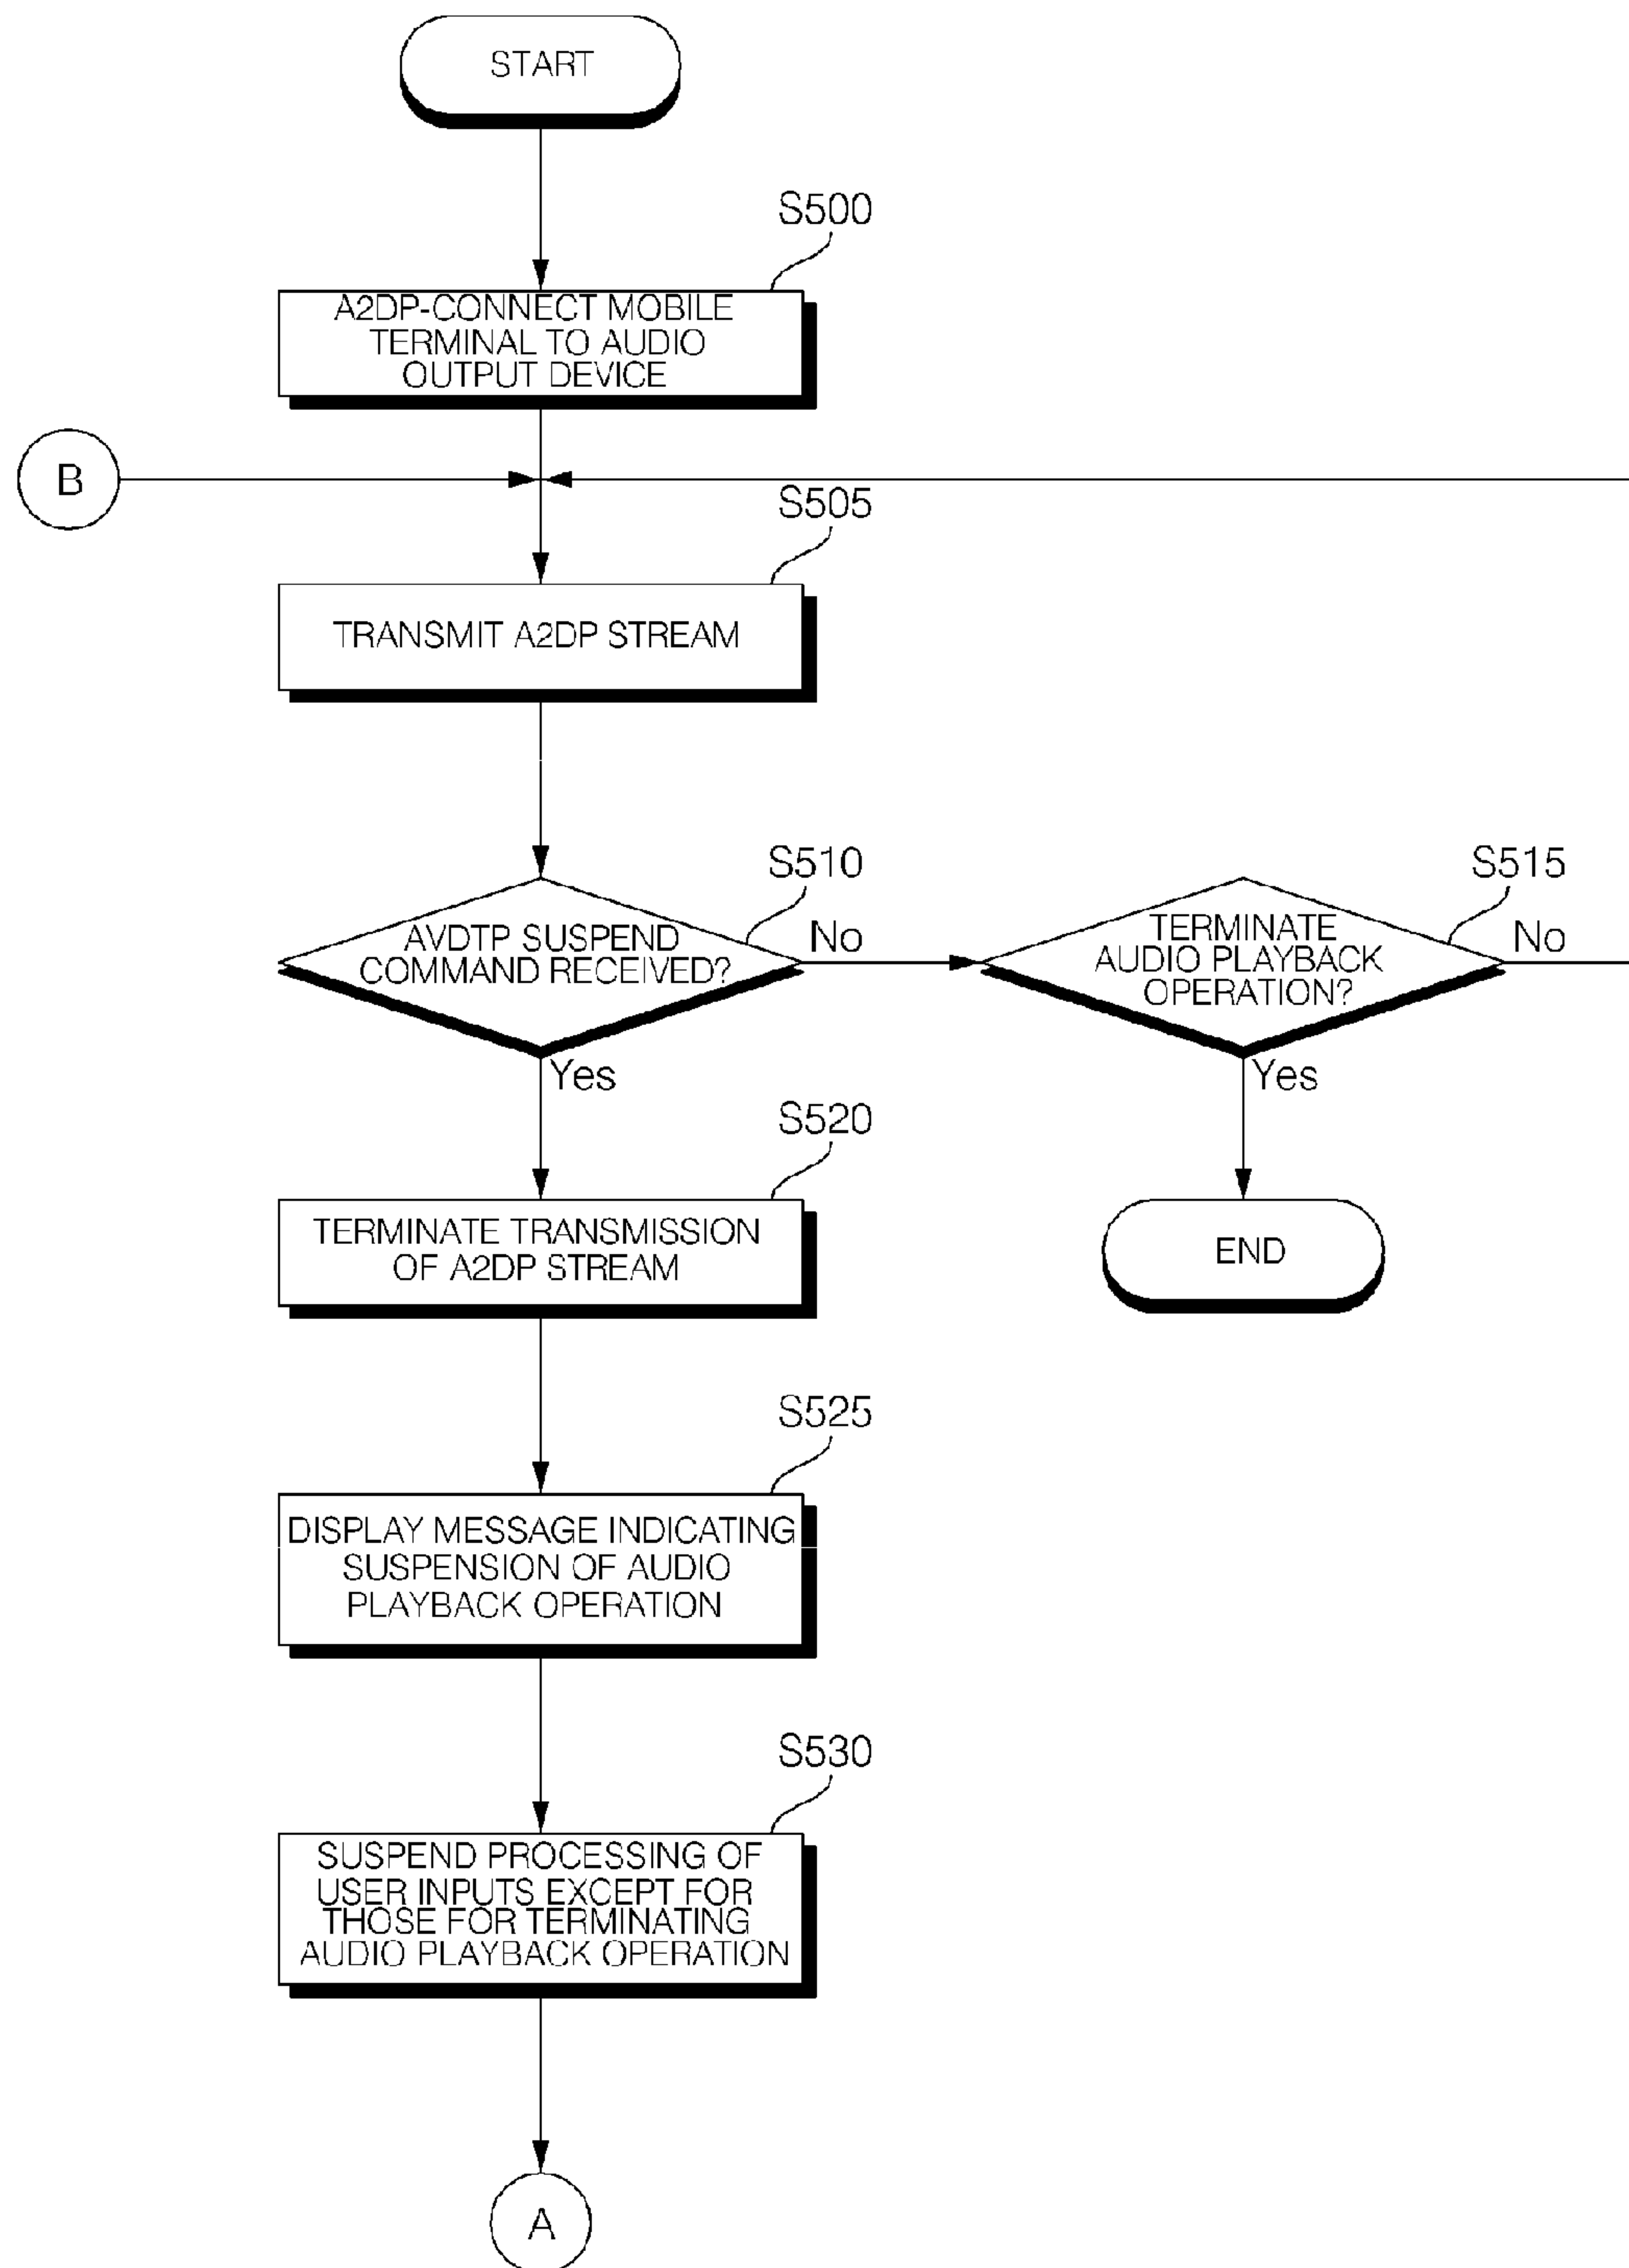 START
S500
A2DP-CONNECT MOBILE
TERMINAL TO AUDIO
OUTPUT DEVICE
B
S505
TRANSMIT A2DP STREAM
S510
AVDTP SUSPEND
COMMAND RECEIVED?
No
S515
TERMINATE
AUDIO PLAYBACK
OPERATION?
No
Yes
Yes
S520
TERMINATE TRANSMISSION
OF A2DP STREAM
END
S525
DISPLAY MESSAGE INDICATING
SUSPENSION OF AUDIO
PLAYBACK OPERATION
S530
SUSPEND PROCESSING OF
USER INPUTS EXCEPT FOR
THOSE FOR TERMINATING
AUDIO PLAYBACK OPERATION
A